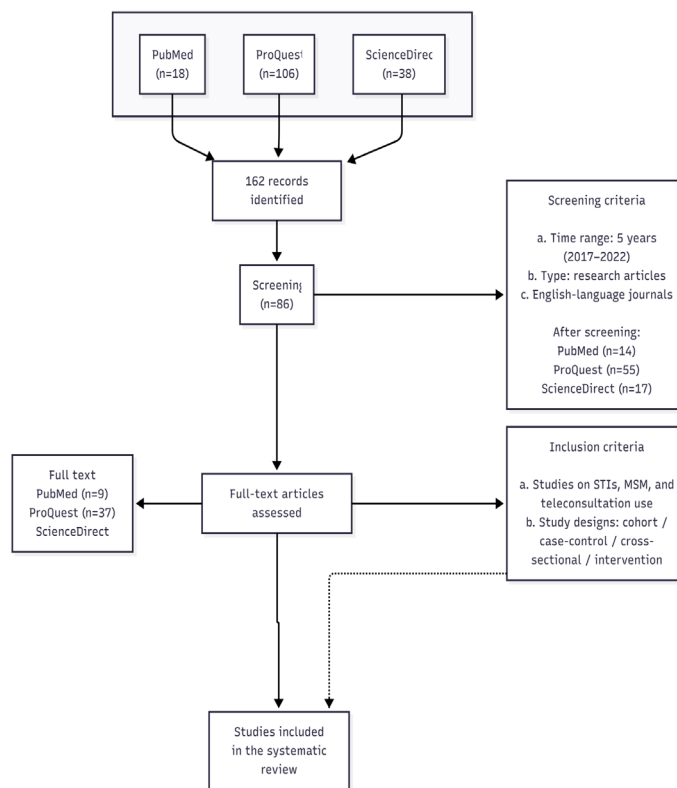 PubMed
(n=18)
ProQuest
(n=106)
ScienceDirec
(n=38)
162 records
identified
Screening
(n=86)
Screening criteria
a. Time range: 5 years
(2017–2022)
b. Type: research articles
c. English-language journals
After screening:
PubMed (n=14)
ProQuest (n=55)
ScienceDirect (n=17)
Full text
PubMed (n=9)
ProQuest (n=37)
ScienceDirect
Full-text articles
assessed
Inclusion criteria
a. Studies on STIs, MSM, and
teleconsultation use
b. Study designs: cohort /
case-control / cross-
sectional / intervention
Studies included
in the systematic
review